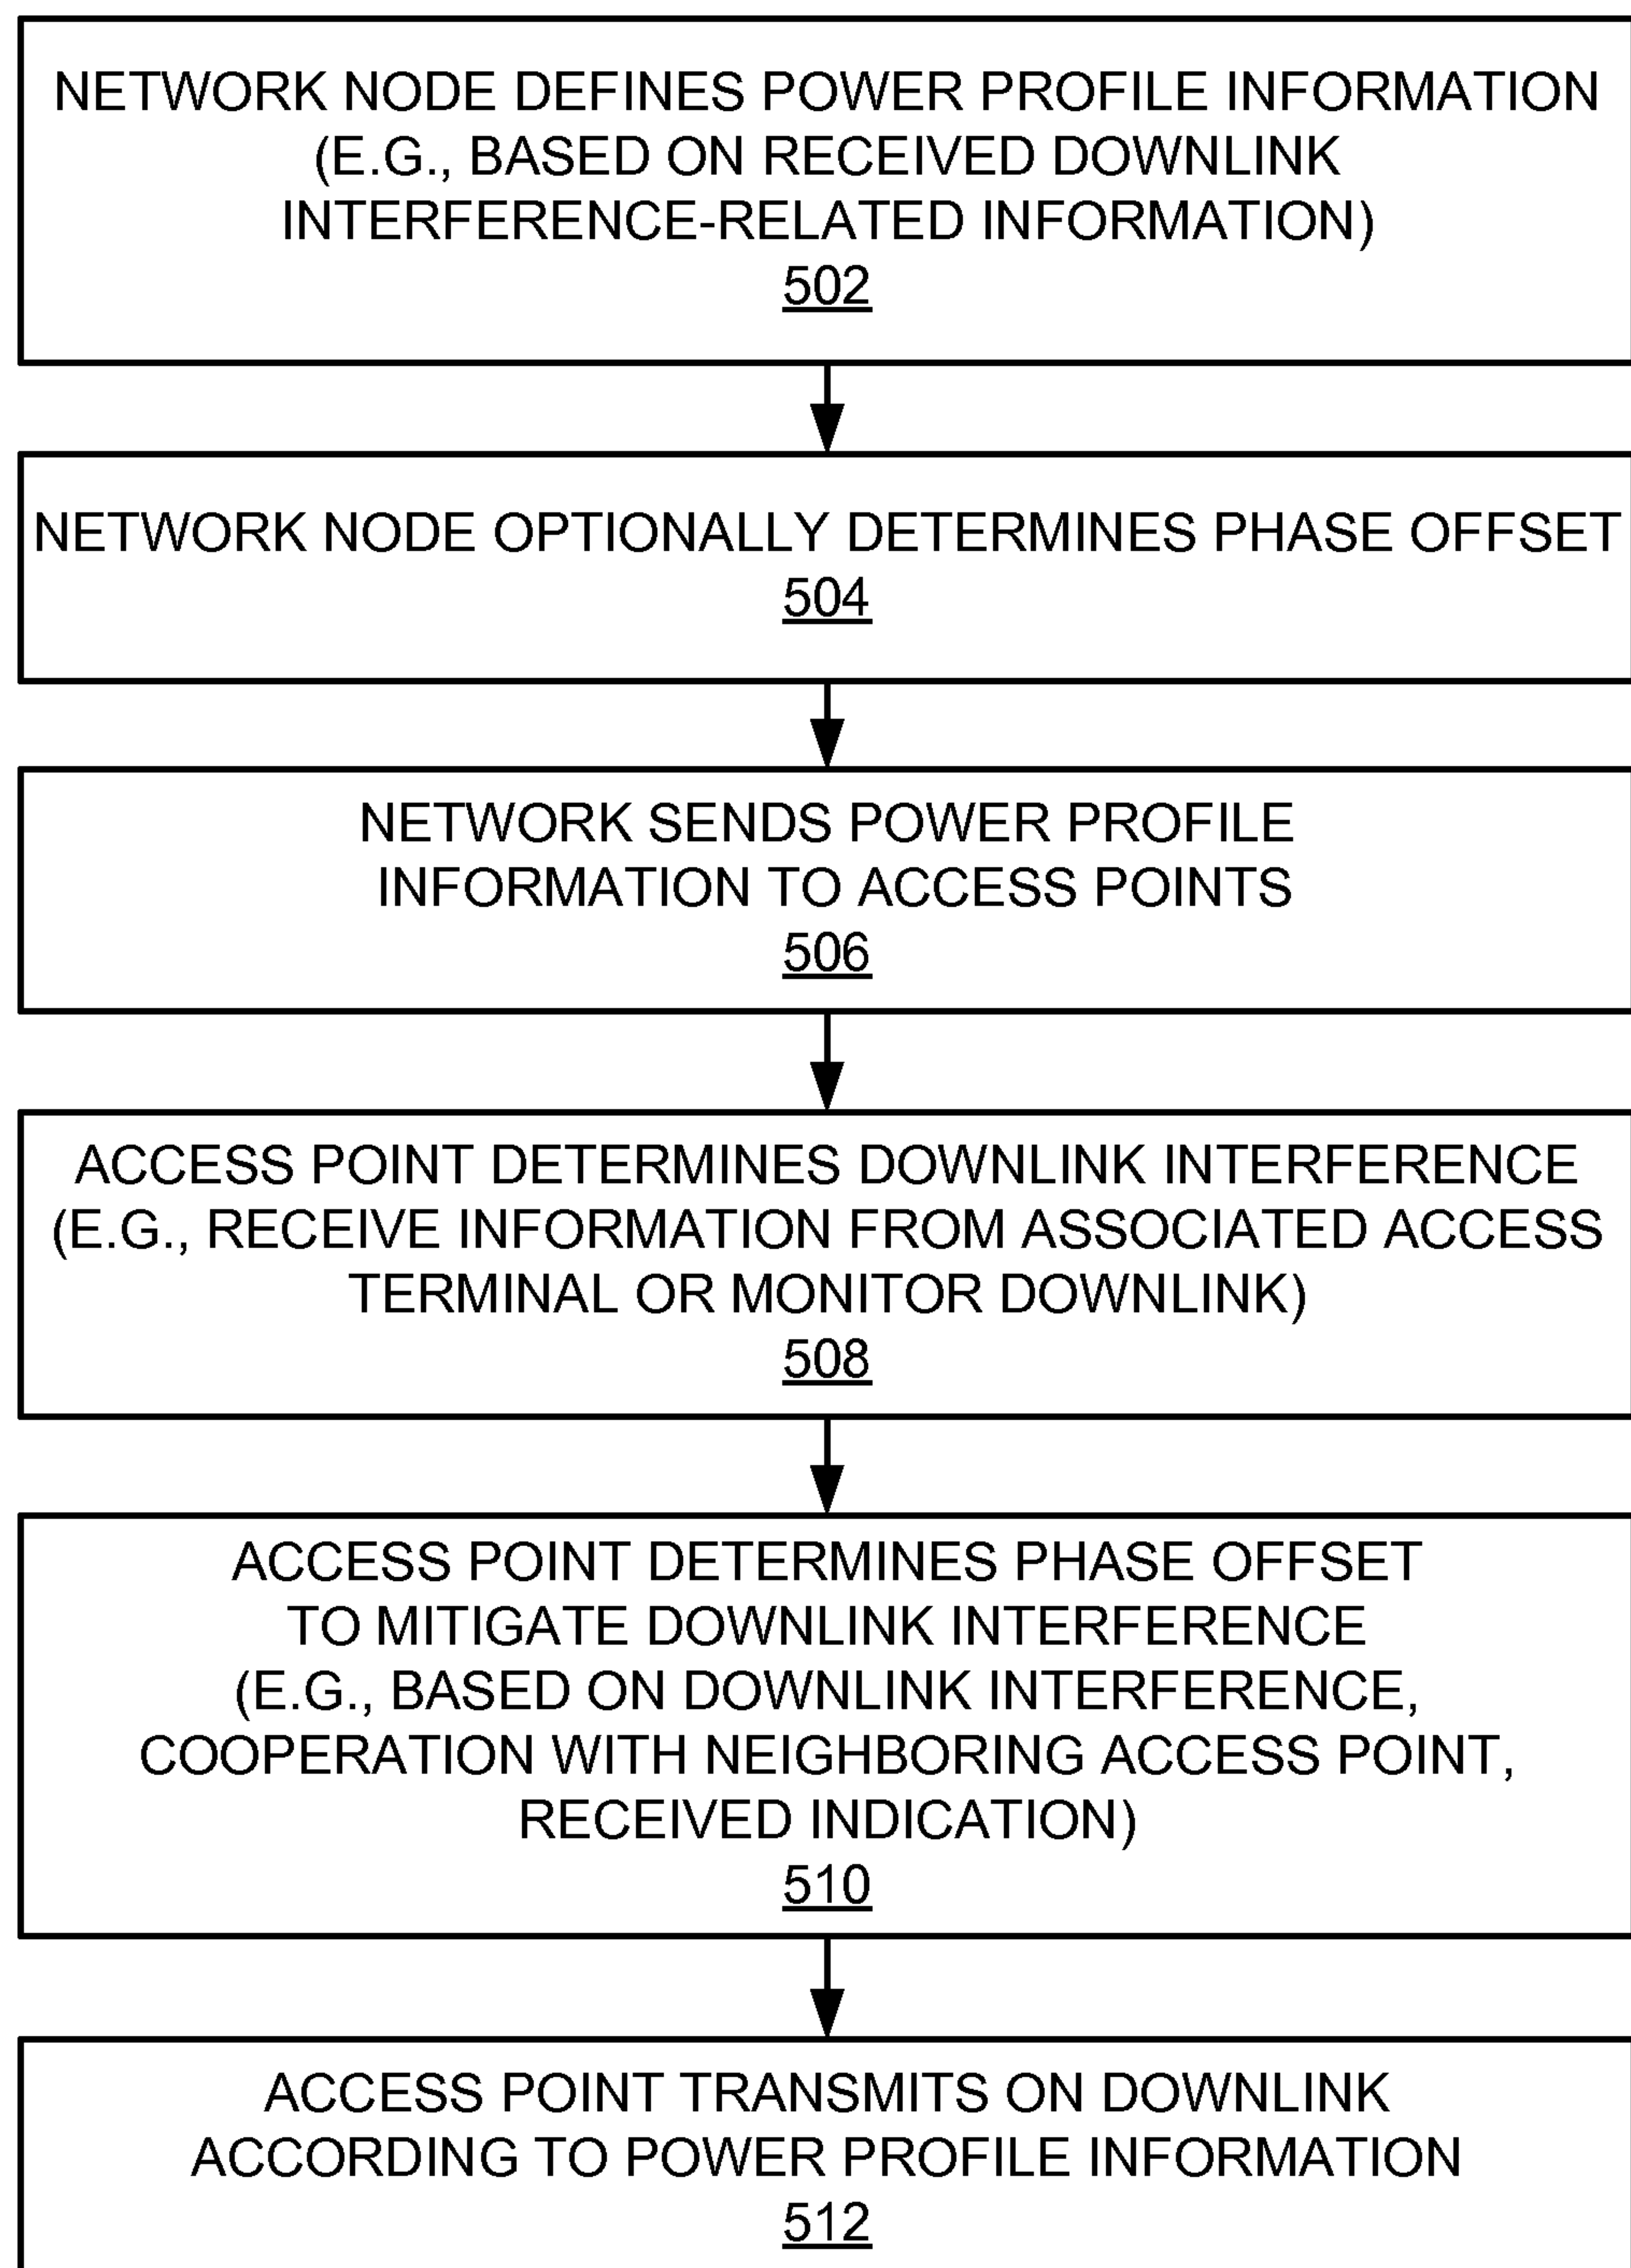 NETWORK NODE DEFINES POWER PROFILE INFORMATION
(E.G., BASED ON RECEIVED DOWNLINK
INTERFERENCE-RELATED INFORMATION)
502
NETWORK NODE OPTIONALLY DETERMINES PHASE OFFSET
504
NETWORK SENDS POWER PROFILE
INFORMATION TO ACCESS POINTS
506
ACCESS POINT DETERMINES DOWNLINK INTERFERENCE
(E.G., RECEIVE INFORMATION FROM ASSOCIATED ACCESS
TERMINAL OR MONITOR DOWNLINK)
508
ACCESS POINT DETERMINES PHASE OFFSET
TO MITIGATE DOWNLINK INTERFERENCE
(E.G., BASED ON DOWNLINK INTERFERENCE,
COOPERATION WITH NEIGHBORING ACCESS POINT,
RECEIVED INDICATION)
510
ACCESS POINT TRANSMITS ON DOWNLINK
ACCORDING TO POWER PROFILE INFORMATION
512